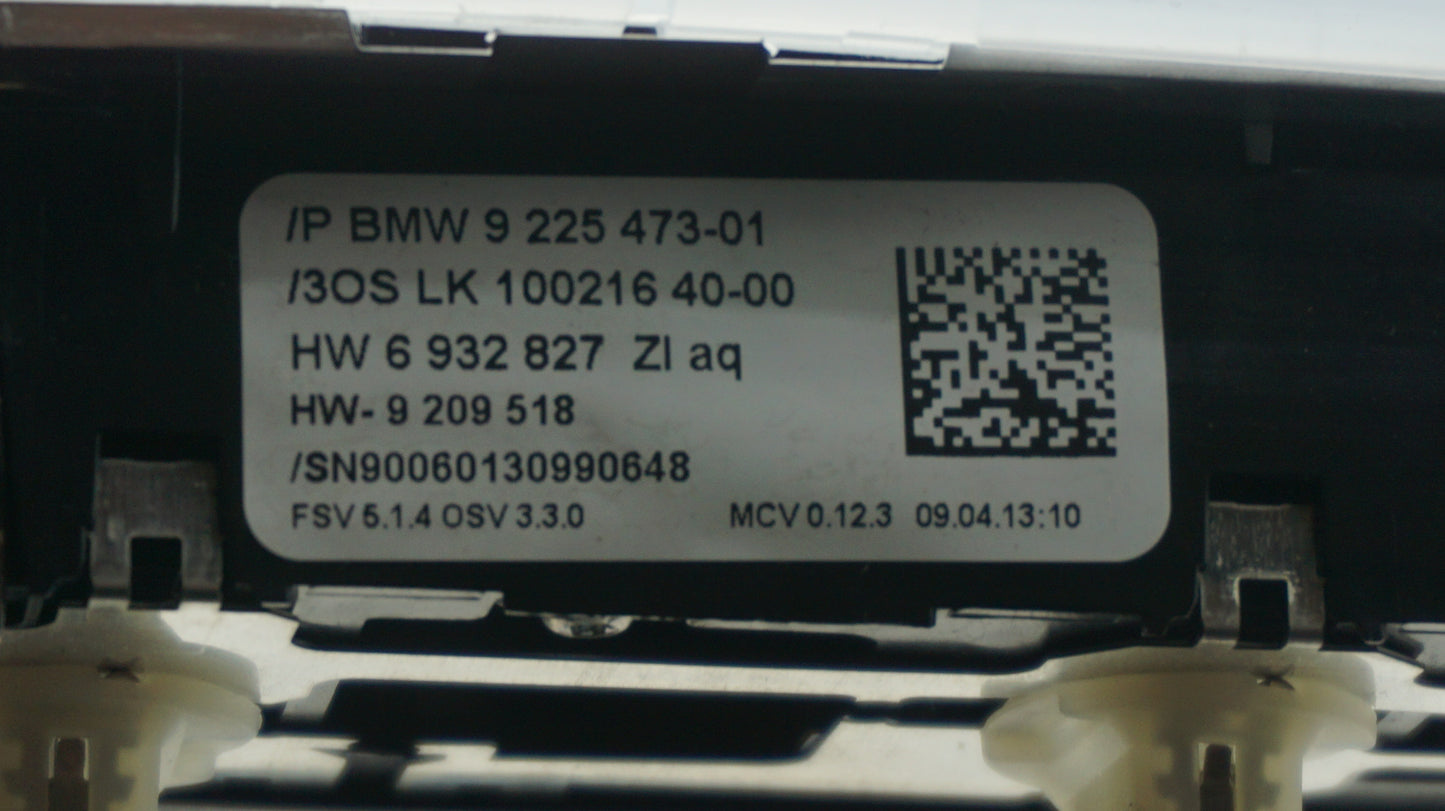 /P BMW 9 225 473-01
/3OS LK 100216 40-00
HW 6 932 827 ZI aq
HW- 9 209 518
/SN90060130990648
FSV 5.1.4 OSV 3.3.0 MCV 0.12.3 09.04.13:10